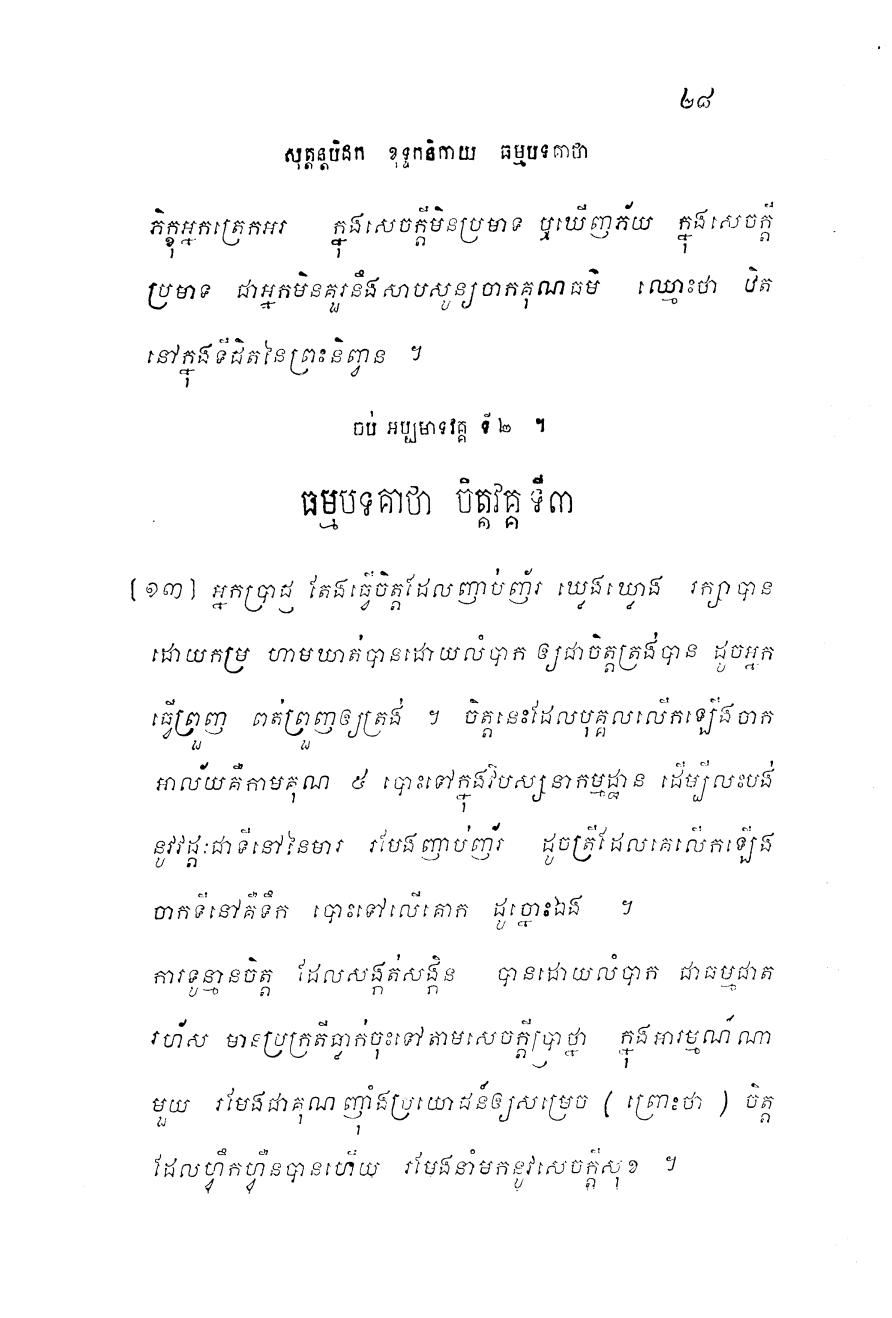 ២៨
សុត្តន្តបិដក ខុទ្ទកនិកាយ ធម្មបទគាថា
ភិក្ខុអ្នកត្រេកអរ ក្នុងសេចក្តីមិនប្រមាទ ឬឃើញភ័យ ក្នុងសេចក្តី
ប្រមាទ ជាអ្នកមិនគួរនឹងសាបសូន្យចាកគុណធម៌ ឈ្មោះថា ឋិត
នៅក្នុងទីជិតនៃព្រះនិព្វាន ។
ចប់ អប្បមាទវគ្គ ទី ២ ។
ធម្មបទគាថា ចិត្តវគ្គ ទី៣
[១៣] អ្នកប្រាជ្ញ តែងធ្វើចិត្តដែលញាប់ញ័រ ឃ្វេងឃ្វោង រក្សាបាន
ដោយកម្រ ហាមឃាត់បានដោយលំបាក ឲ្យជាចិត្តត្រង់បាន ដូចអ្នក
ធ្វើព្រួញ ពត់ព្រួញឲ្យត្រង់ ។ ចិត្តនេះដែលបុគ្គលលើកឡើងចាក
អាល័យគឺកាមគុណ ៥ បោះទៅក្នុងវិបស្សនាកម្មដ្ឋាន ដើម្បីលះបង់
នូវវដ្តៈជាទីនៅនៃមារ រមែងញាប់ញ័រ ដូចត្រីដែលគេលើកឡើង
ចាកទីនៅគឺទឹក បោះទៅលើគោក ដូច្នោះឯង ។
ការទូន្មានចិត្ត ដែលសង្កត់សង្កិន បានដោយលំបាក ជាធម្មជាត
រហ័ស មានប្រក្រតីធ្លាក់ចុះទៅតាមសេចក្តីប្រាថ្នា ក្នុងអារម្មណ៍ណា
មួយ រមែងជាគុណញុំាងប្រយោជន៍ឲ្យសម្រេច ( ព្រោះថា ) ចិត្ត
ដែលហ្វឹកហ្វឺនបានហើយ រមែងនាំមកនូវសេចក្តីសុខ ។